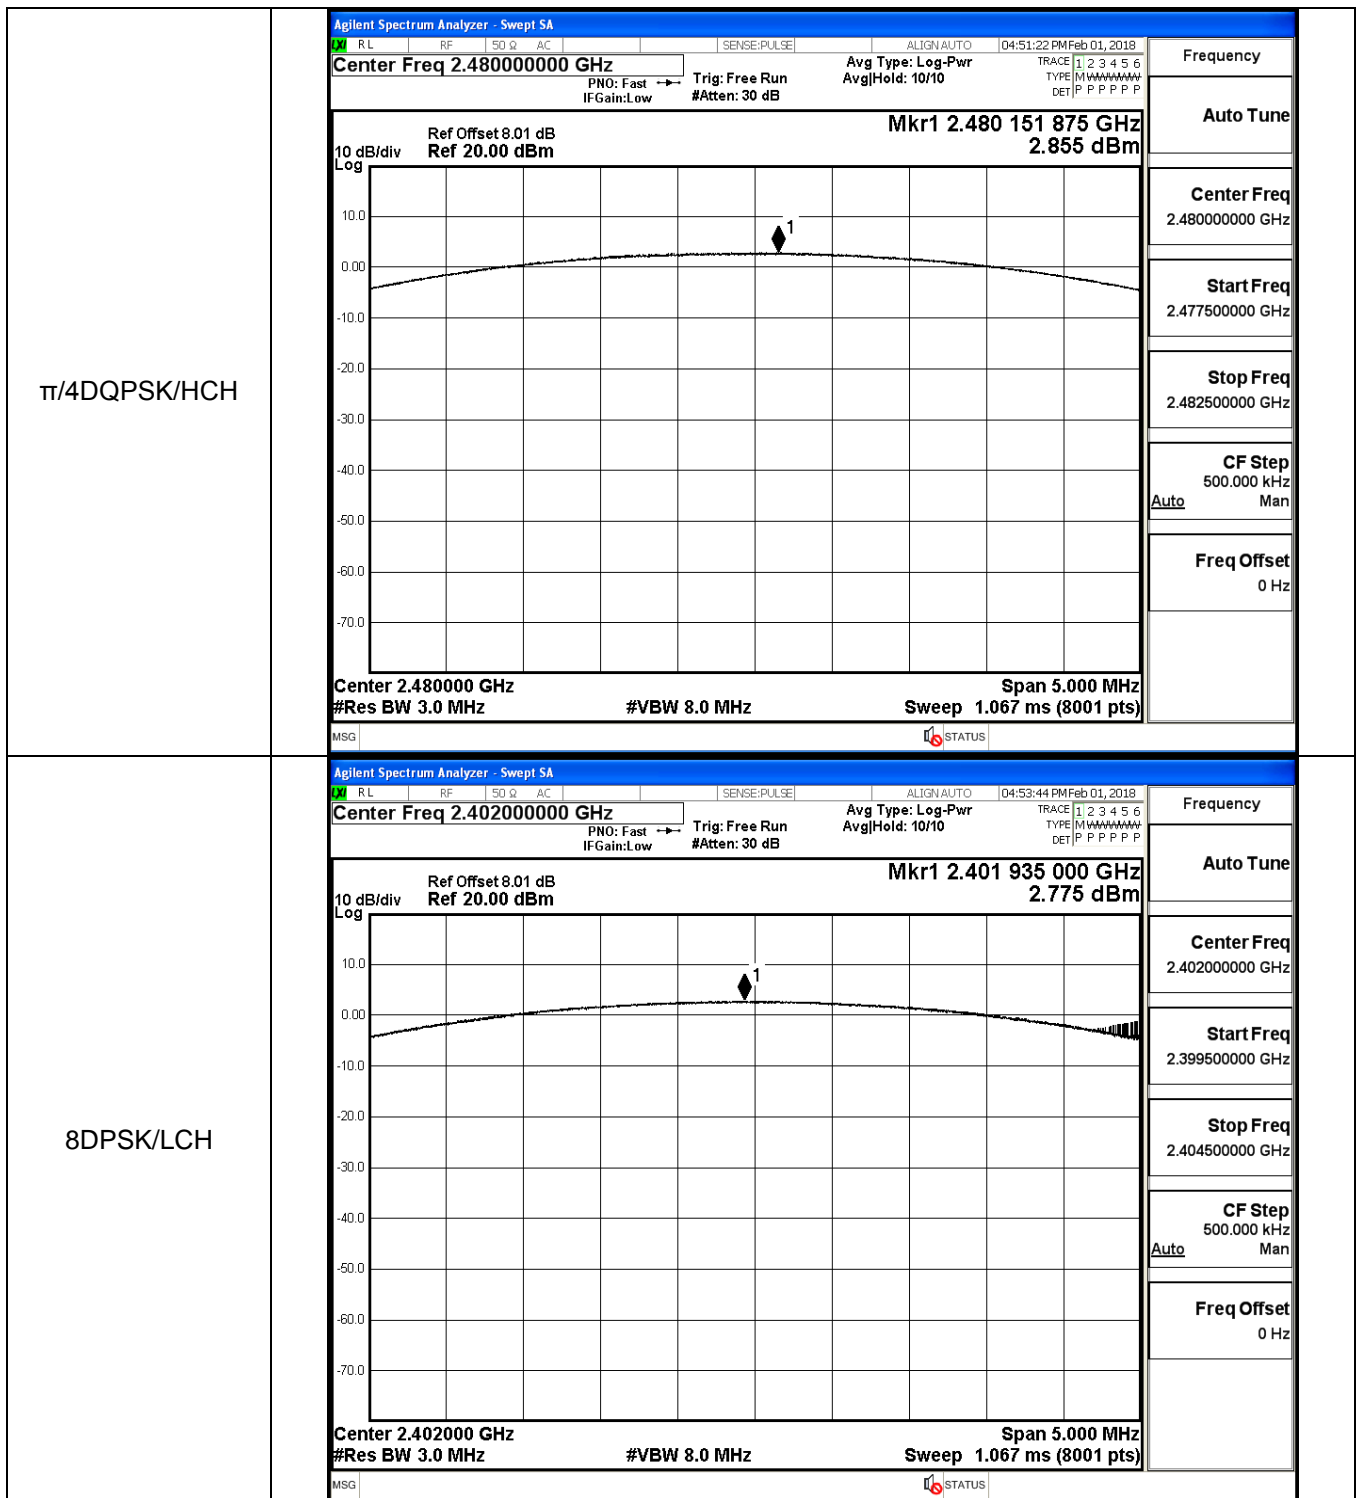 π/4DQPSK/HCH
Agilent Spectrum Analyzer - Swept SA
LXI RL RF 50 Ω AC SENSE:PULSE ALIGN AUTO 04:51:22 PM Feb 01, 2018
Center Freq 2.480000000 GHz
PNO: Fast
IFGain:Low
Trig: Free Run
#Atten: 30 dB
Avg Type: Log-Pwr
Avg|Hold: 10/10
TRACE 1 2 3 4 5 6
TYPE M WWWWW
DET P P P P P P
Frequency
Auto Tune
Center Freq
2.480000000 GHz
Start Freq
2.477500000 GHz
Stop Freq
2.482500000 GHz
CF Step
500.000 kHz
Auto Man
Freq Offset
0 Hz
Mkr1 2.480 151 875 GHz
2.855 dBm
Ref Offset 8.01 dB
10 dB/div Ref 20.00 dBm
Log
1
10.0
0.00
-10.0
-20.0
-30.0
-40.0
-50.0
-60.0
-70.0
Center 2.480000 GHz Span 5.000 MHz
#Res BW 3.0 MHz #VBW 8.0 MHz Sweep 1.067 ms (8001 pts)
MSG STATUS
8DPSK/LCH
Agilent Spectrum Analyzer - Swept SA
LXI RL RF 50 Ω AC SENSE:PULSE ALIGN AUTO 04:53:44 PM Feb 01, 2018
Center Freq 2.402000000 GHz
PNO: Fast
IFGain:Low
Trig: Free Run
#Atten: 30 dB
Avg Type: Log-Pwr
Avg|Hold: 10/10
TRACE 1 2 3 4 5 6
TYPE M WWWWW
DET P P P P P P
Frequency
Auto Tune
Center Freq
2.402000000 GHz
Start Freq
2.399500000 GHz
Stop Freq
2.404500000 GHz
CF Step
500.000 kHz
Auto Man
Freq Offset
0 Hz
Mkr1 2.401 935 000 GHz
2.775 dBm
Ref Offset 8.01 dB
10 dB/div Ref 20.00 dBm
Log
1
10.0
0.00
-10.0
-20.0
-30.0
-40.0
-50.0
-60.0
-70.0
Center 2.402000 GHz Span 5.000 MHz
#Res BW 3.0 MHz #VBW 8.0 MHz Sweep 1.067 ms (8001 pts)
MSG STATUS